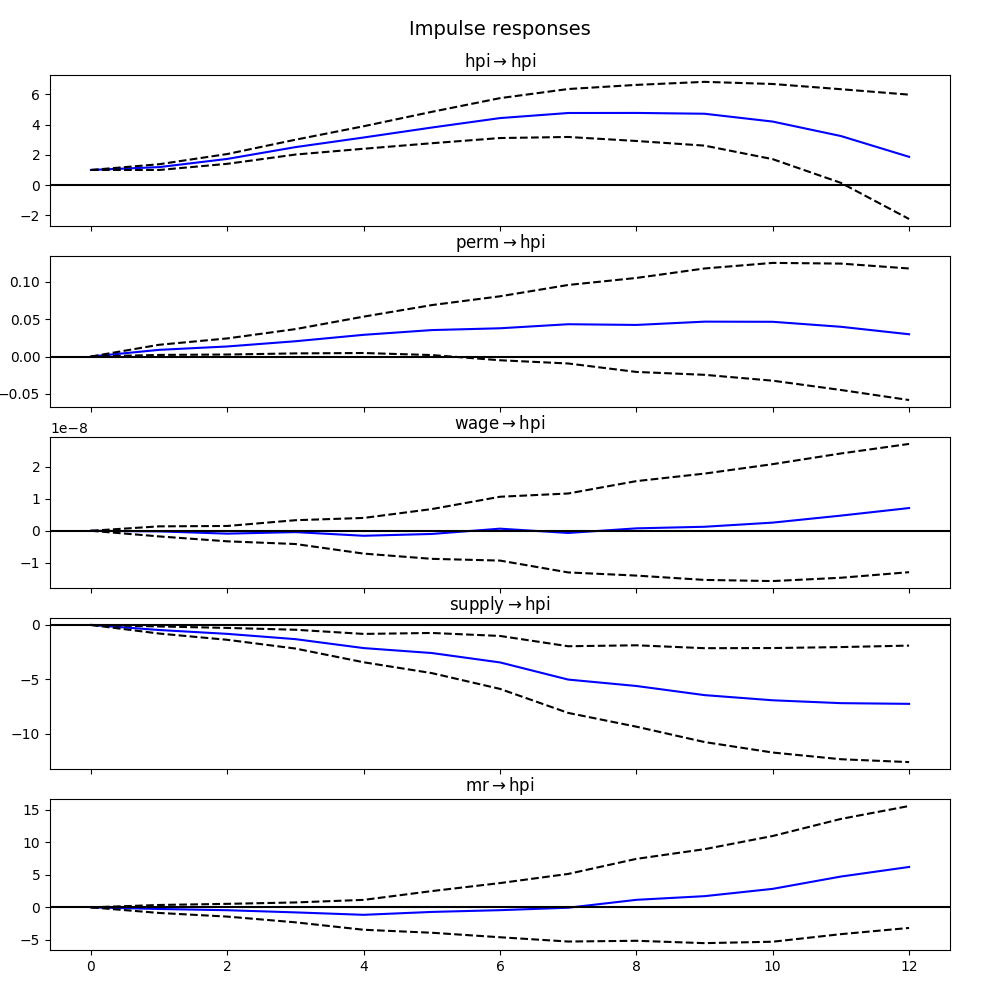 Impulse responses
hpi → hpi
6
4
2
0
−2
perm → hpi
0.10
0.05
0.00
−0.05
1e−8
wage → hpi
2
1
0
−1
supply → hpi
0
−5
−10
mr → hpi
15
10
5
0
−5
0 2 4 6 8 10 12